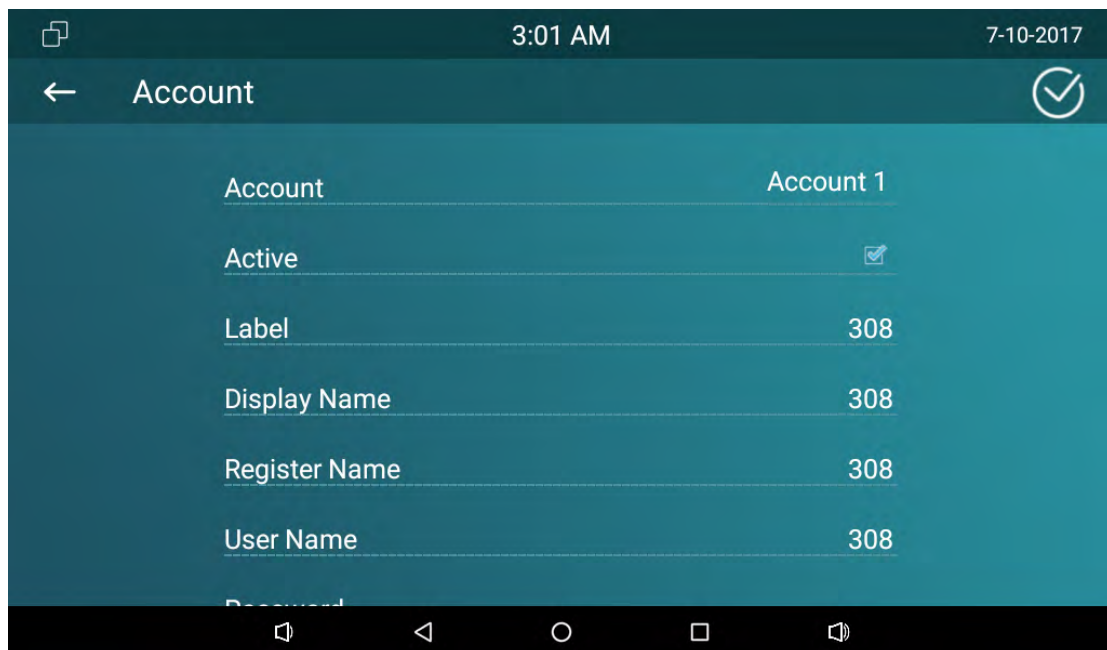 3:01 AM 7-10-2017
Account
Account Account 1
Active
Label 308
Display Name 308
Register Name 308
User Name 308
Password